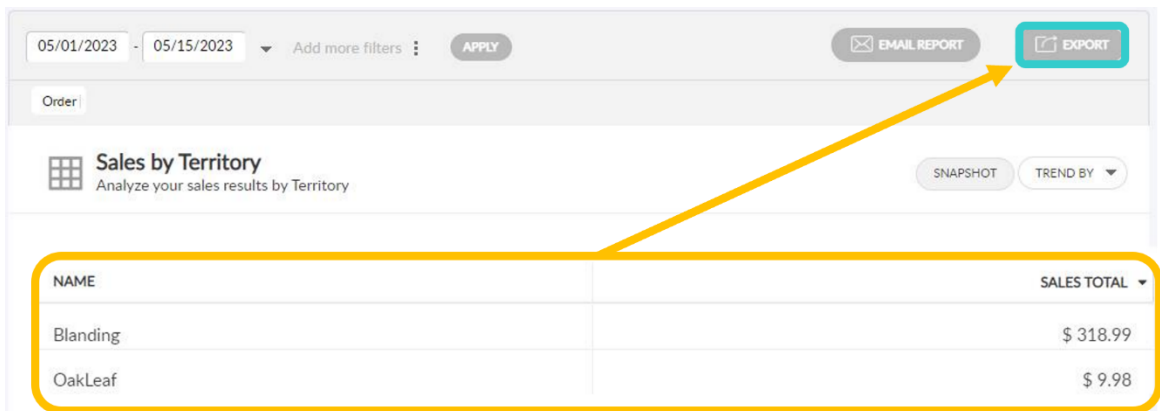 05/01/2023 - 05/15/2023 Add more filters APPLY EMAIL REPORT EXPORT
Order
Sales by Territory
Analyze your sales results by Territory
SNAPSHOT TREND BY
NAME SALES TOTAL
Blanding $ 318.99
OakLeaf $ 9.98